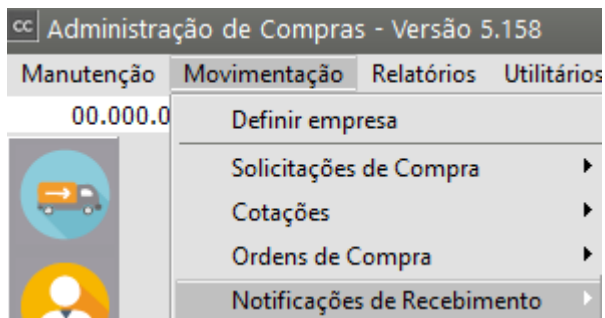 cc Administração de Compras - Versão 5.158
Manutenção Movimentação Relatórios Utilitários
00.000.0
Definir empresa
Solicitações de Compra
Cotações
Ordens de Compra
Notificações de Recebimento